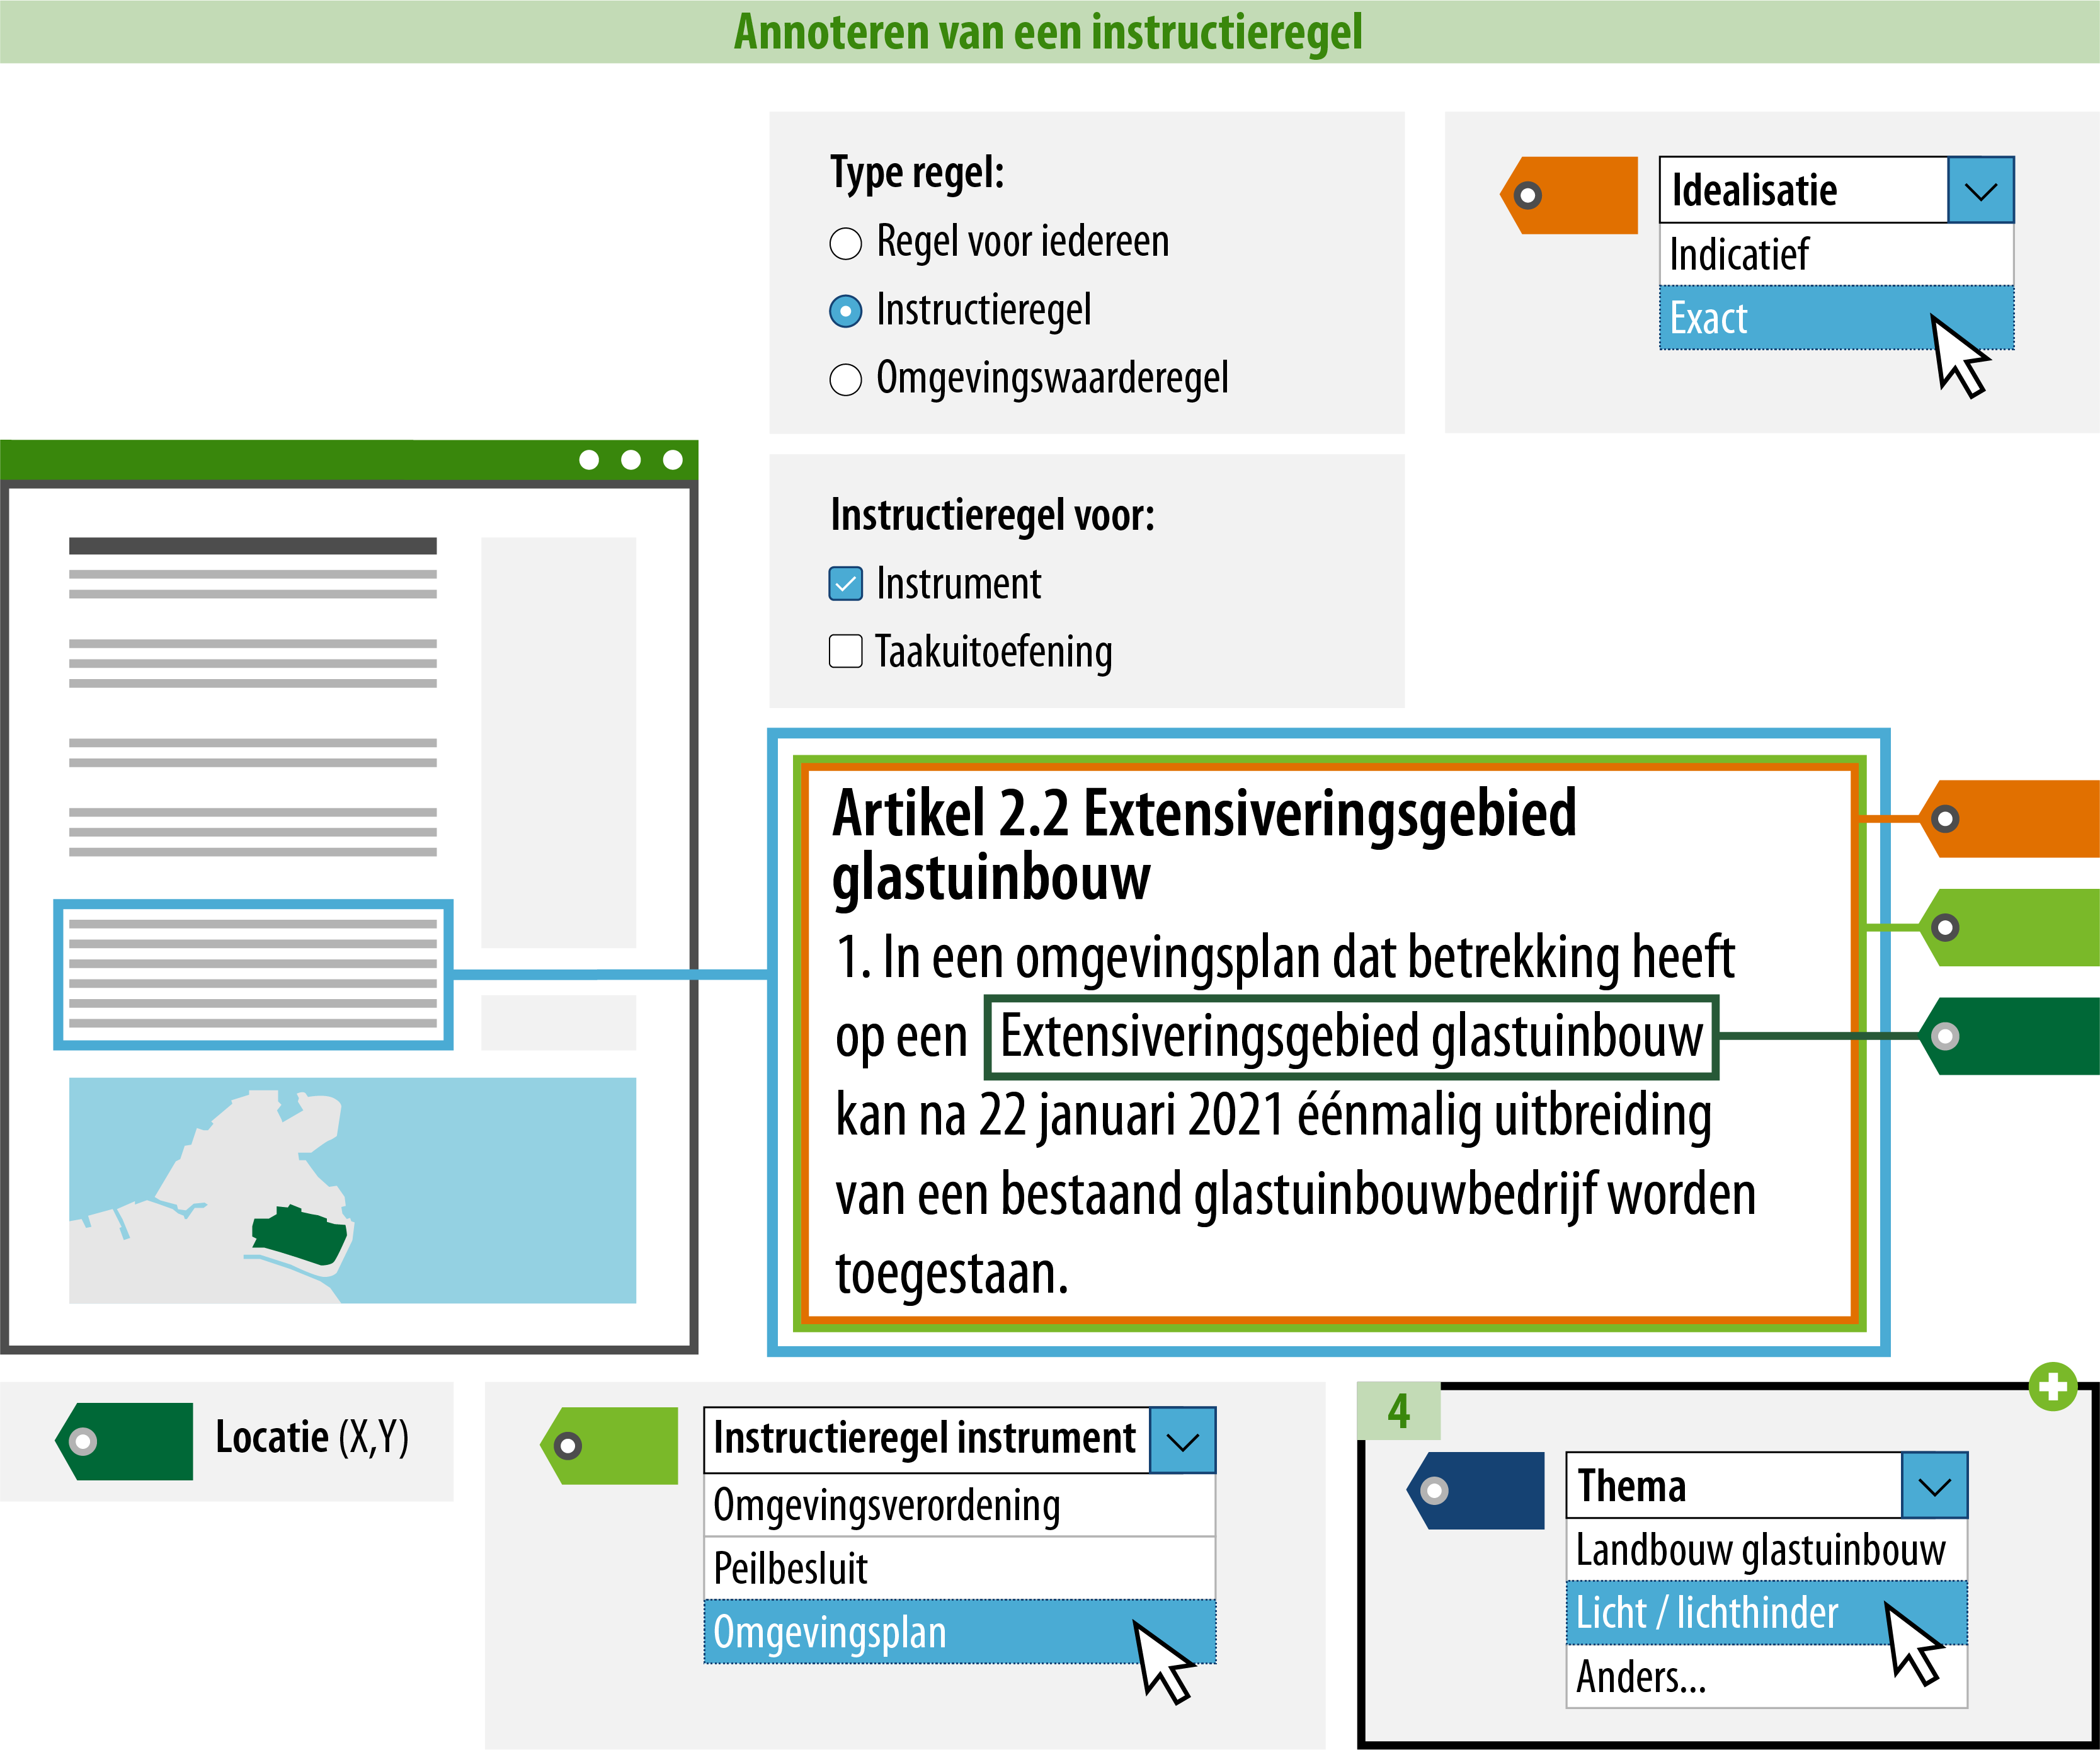 Annoteren van een instructieregel
Type regel:
Regel voor iedereen
Instructieregel
Omgevingswaarderegel
Idealisatie
Indicatief
Exact
Instructieregel voor:
Instrument
Taakuitoefening
Artikel 2.2 Extensiveringsgebied
glastuinbouw
1. In een omgevingsplan dat betrekking heeft
op een Extensiveringsgebied glastuinbouw
kan na 22 januari 2021 éénmalig uitbreiding
van een bestaand glastuinbouwbedrijf worden
toegestaan.
Locatie (X,Y)
Instructieregel instrument
Omgevingsverordening
Peilbesluit
Omgevingsplan
4
Thema
Landbouw glastuinbouw
Licht / lichthinder
Anders...